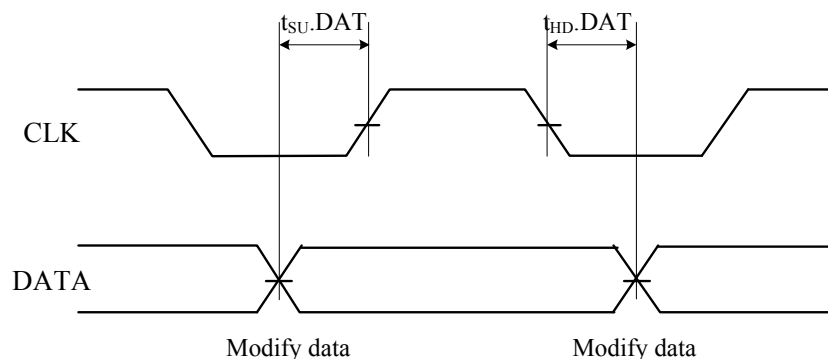 tSU.DAT tHD.DAT
CLK
DATA
Modify data Modify data